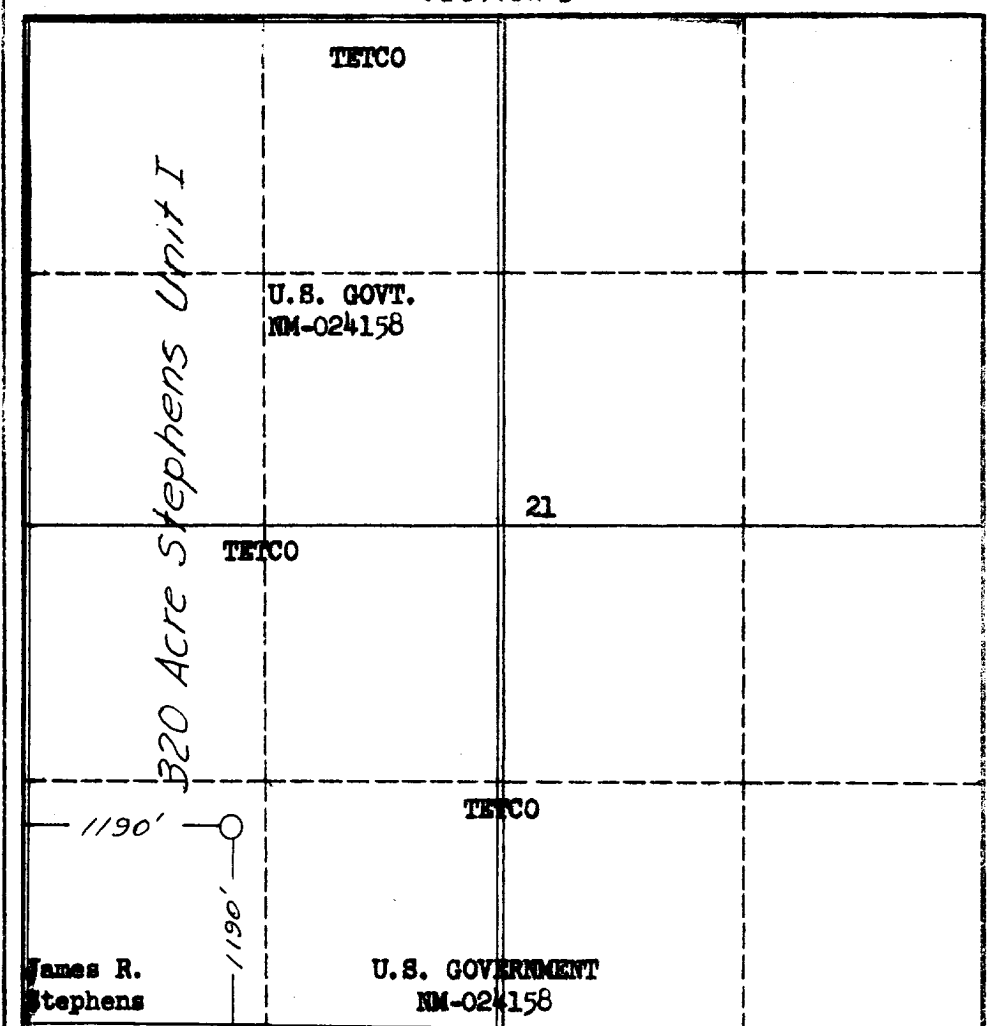 TETCO
320 Acre Stephens Unit I
U.S. GOVT.
NM-024158
21
TETCO
TETCO
1190'
1190'
James R.
Stephens
U.S. GOVERNMENT
NM-024158